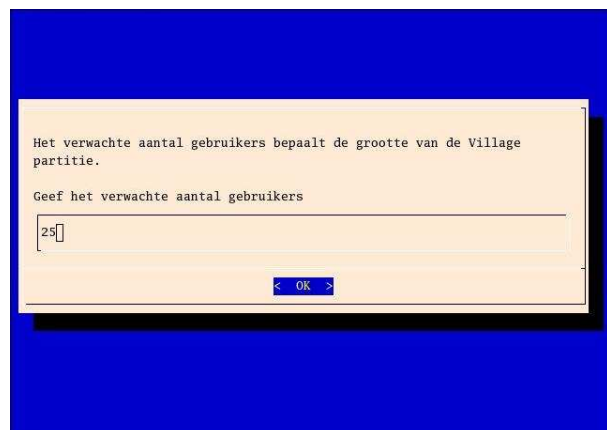 Het verwachte aantal gebruikers bepaalt de grootte van de Village
partitie.
Geef het verwachte aantal gebruikers
25
< OK >